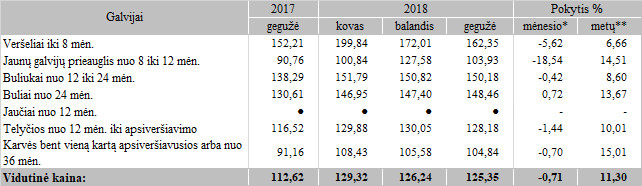 Galvijai 2017 2018 Pokytis %
gegužė kovas balandis gegužė mėnesio* metų**
Veršeliai iki 8 mėn. 152,21 199,84 172,01 162,35 -5,62 6,66
Jaunų galvijų prieauglis nuo 8 iki 12 mėn. 90,76 100,84 127,58 103,93 -18,54 14,51
Buliukai nuo 12 iki 24 mėn. 138,29 151,79 150,82 150,18 -0,42 8,60
Buliai nuo 24 mėn. 130,61 146,95 147,40 148,46 0,72 13,67
Jaučiai nuo 12 mėn. ● ● ● ● - -
Telyčios nuo 12 mėn. iki apsiveršiavimo 116,52 129,88 130,05 128,18 -1,44 10,01
Karvės bent vieną kartą apsiveršiavusios arba nuo
36 mėn. 91,16 108,43 105,58 104,84 -0,70 15,01
Vidutinė kaina: 112,62 129,32 126,24 125,35 -0,71 11,30